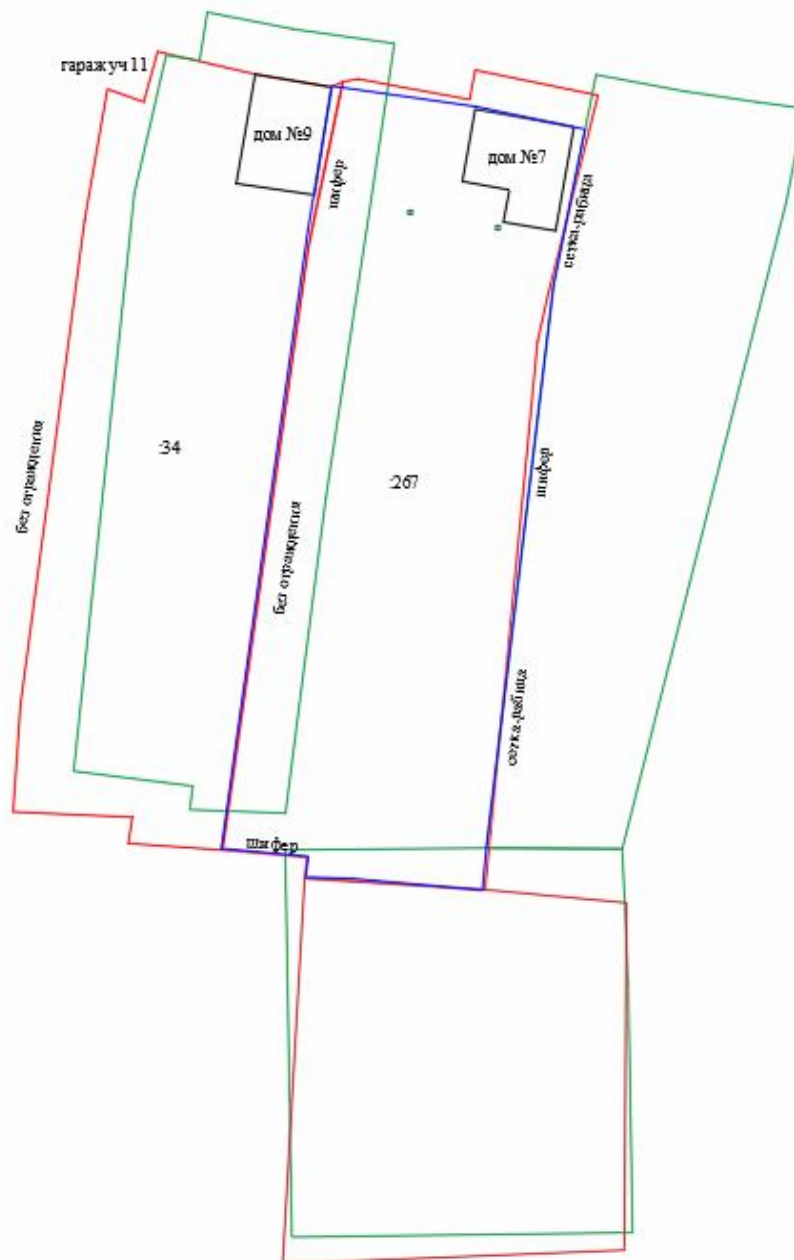 гараж уч 11
дом №9
дом №7
шифер
сетка-рабица
:34
:267
шифер
без ограждения
без ограждения
сетка-рабица
шифер